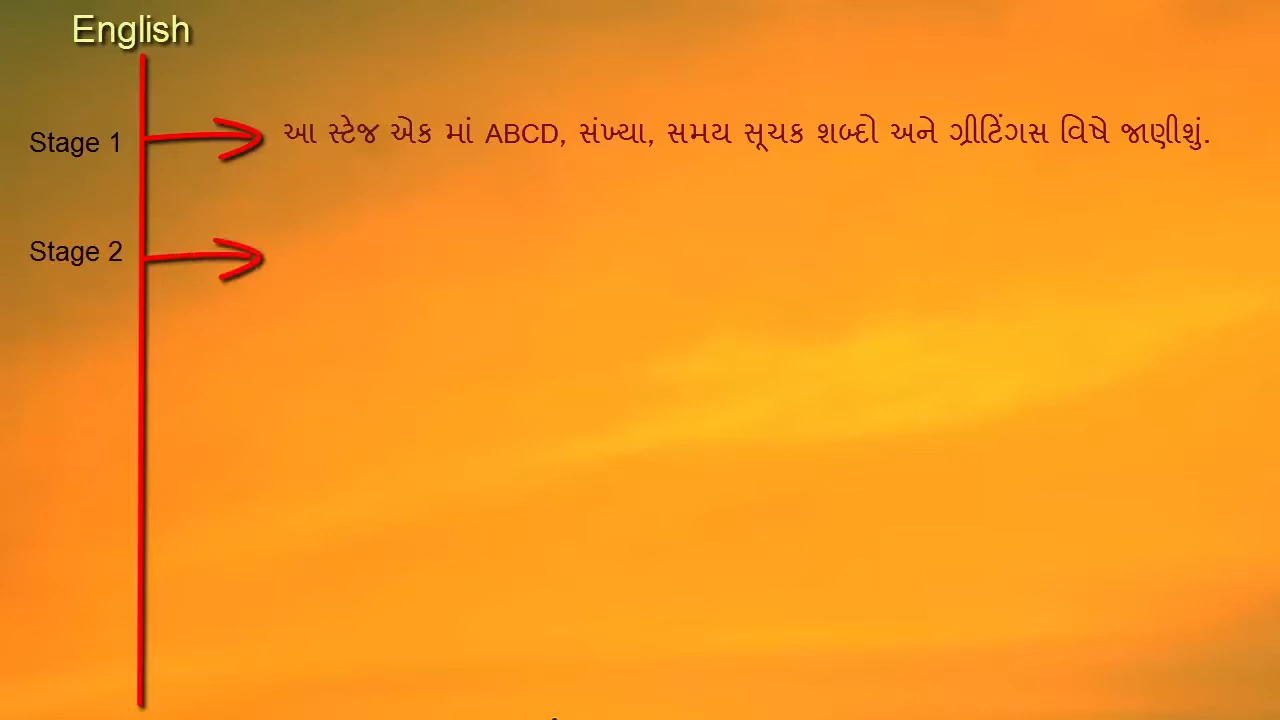 English
Stage 1
આ સ્ટેજ એક માં ABCD, સંખ્યા, સમય સૂચક શબ્દો અને ગ્રીટિંગસ વિષે જાણીશું.
Stage 2